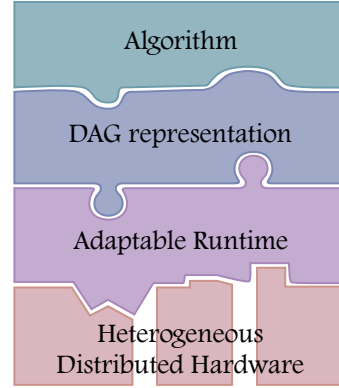 Algorithm
DAG representation
Adaptable Runtime
Heterogeneous
Distributed Hardware